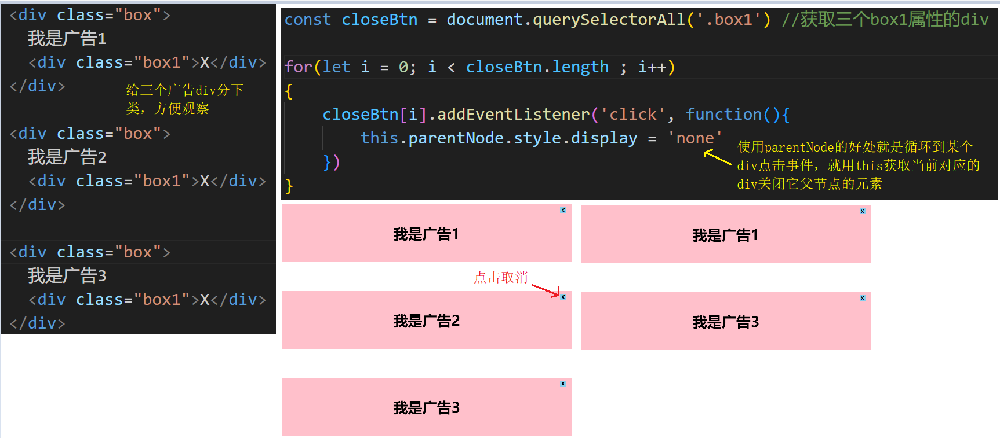 <div class="box">
我是广告1
<div class="box1">X</div>
</div>
给三个广告div分下
类，方便观察
<div class="box">
我是广告2
<div class="box1">X</div>
</div>
<div class="box">
我是广告3
<div class="box1">X</div>
</div>
const closeBtn = document.querySelectorAll('.box1') //获取三个box1属性的div
for(let i = 0; i < closeBtn.length ; i++)
{
closeBtn[i].addEventListener('click', function(){
this.parentNode.style.display = 'none'
})
}
使用parentNode的好处就是循环到某个
div点击事件，就用this获取当前对应的
div关闭它父节点的元素
x
我是广告1
点击取消
x
我是广告2
x
我是广告3
x
我是广告1
x
我是广告3